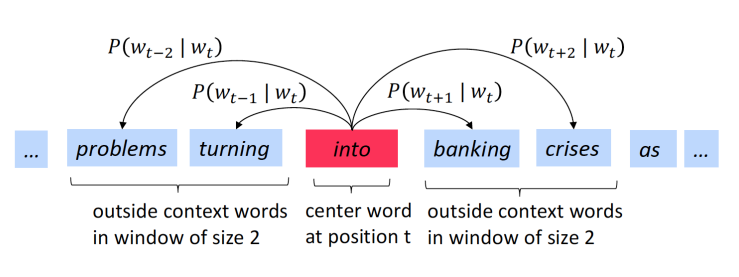 P(w_{t−2} | w_t)
P(w_{t+2} | w_t)
P(w_{t−1} | w_t)
P(w_{t+1} | w_t)
... problems turning into banking crises as ...
outside context words
in window of size 2
center word
at position t
outside context words
in window of size 2